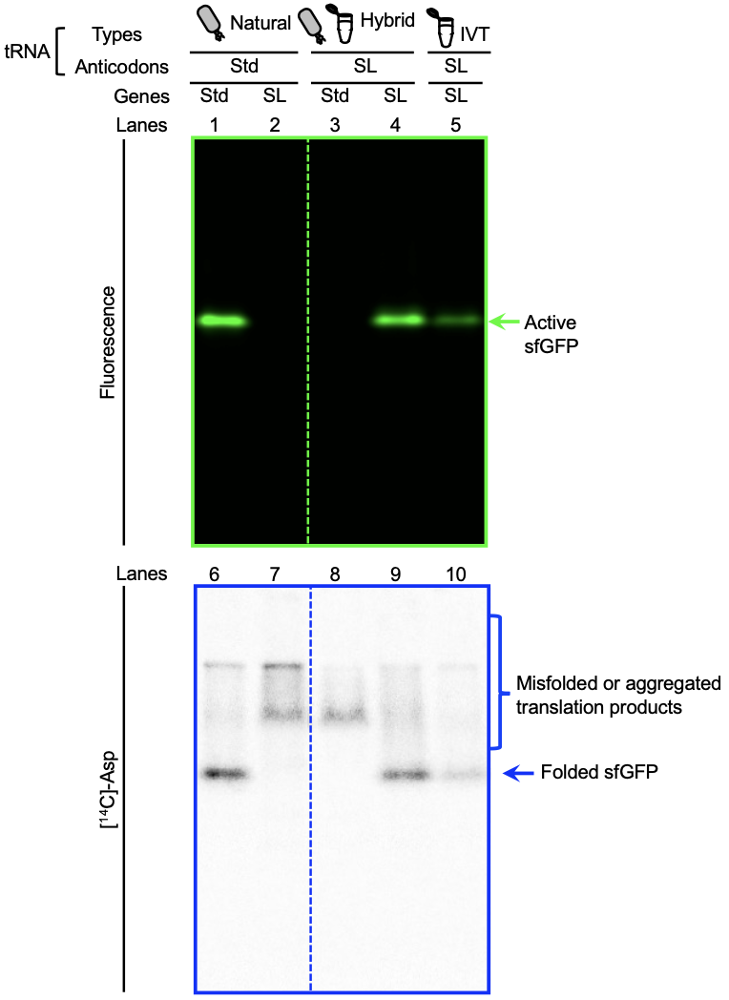 tRNA
Types Natural Hybrid IVT
Anticodons Std SL SL
Genes Std SL Std SL SL
Lanes 1 2 3 4 5
Fluorescence
Active
sfGFP
Lanes 6 7 8 9 10
[¹⁴C]-Asp
Misfolded or aggregated
translation products
Folded sfGFP